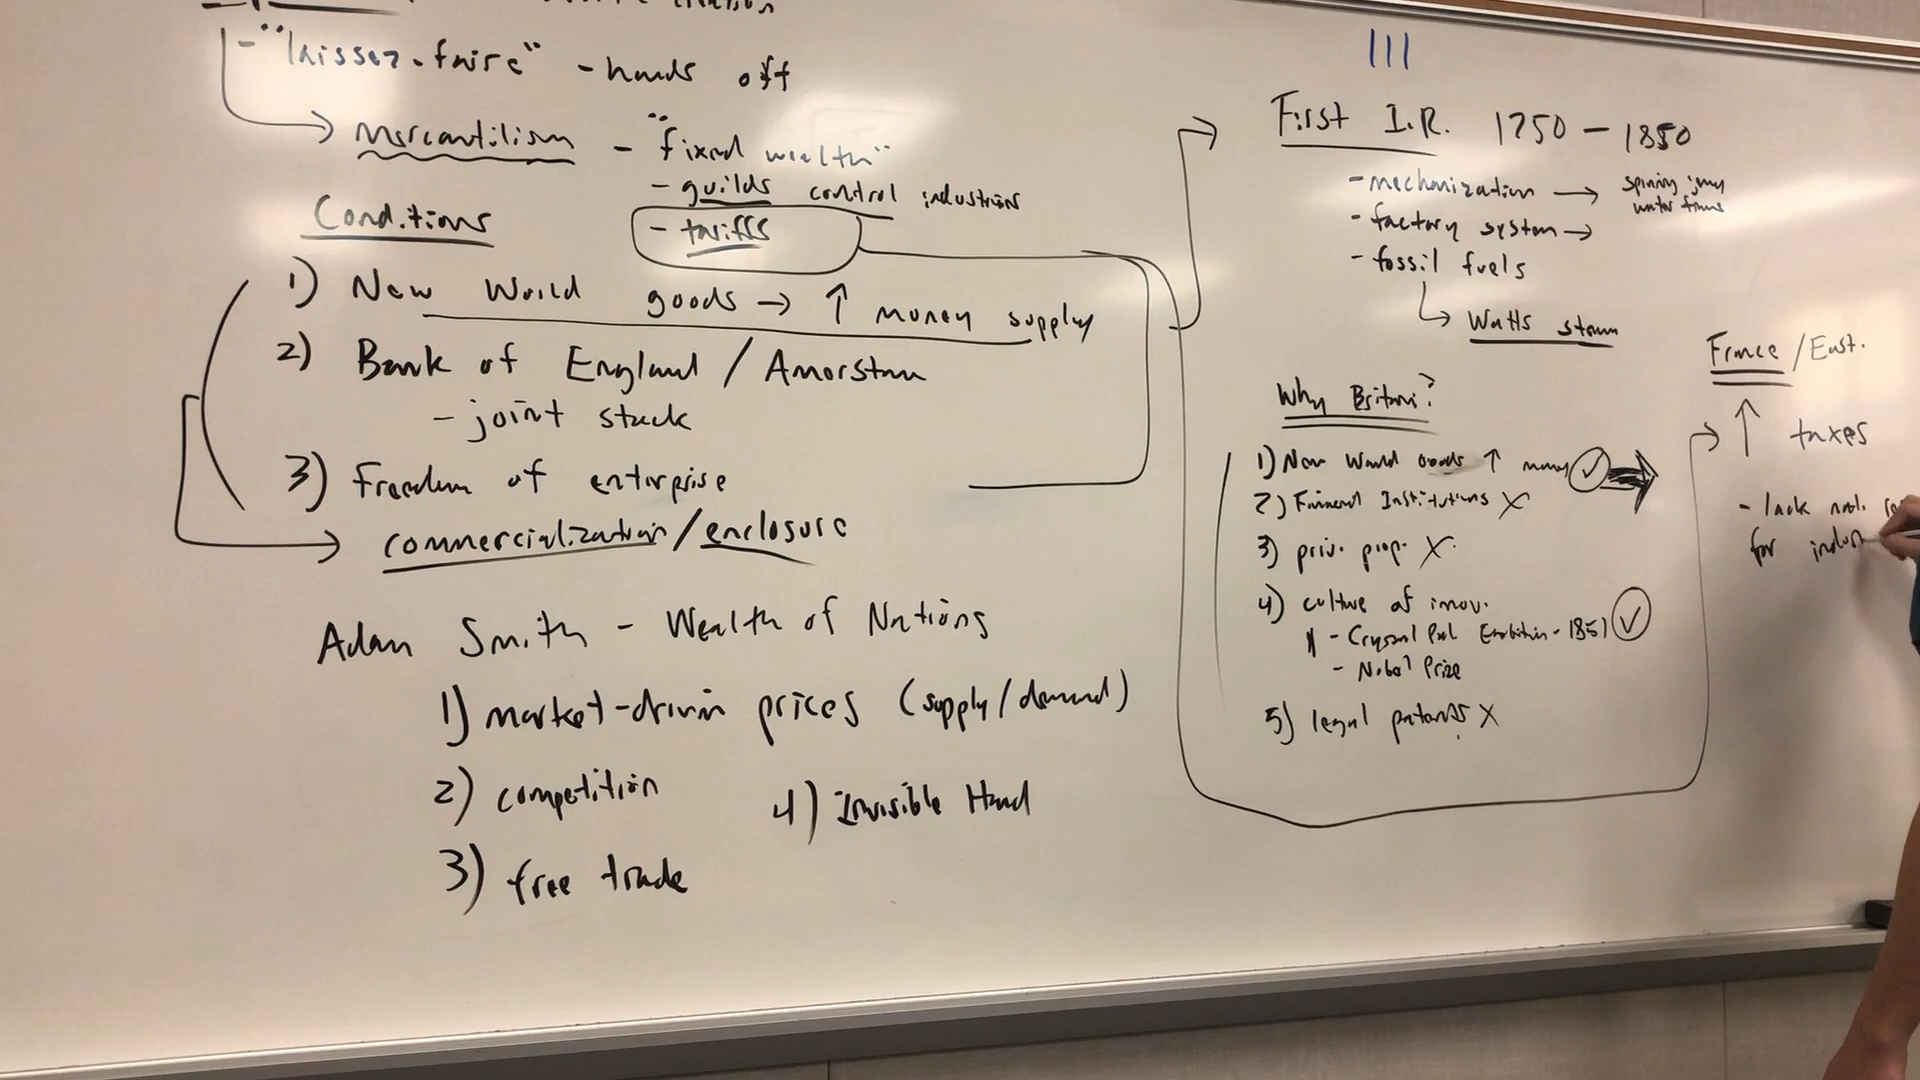 - "laissez-faire" - hands off
Mercantilism - "fixed wealth"
- guilds control industries
- tariffs
Conditions
1) New World goods → ↑ money supply
2) Bank of England / Amerstam
- joint stock
3) Freedom of enterprise
commercialization / enclosure
Adam Smith - Wealth of Nations
1) market-driven prices (supply/demand)
2) competition
3) free trade
4) Invisible Hand
III
First I.R. 1750 - 1850
- mechanization → spinning jenny
water frame
- factory system →
- fossil fuels
Watts steam
Why Britain?
1) New World Goods ↑ money ✓
2) Financial Institutions X
3) priv. prop. X
4) culture of innov.
- Crystal Pal Exhibition - 1851 ✓
- Nobel Prize
5) legal patents X
France / East.
↑ taxes
- lack natl.
for indust